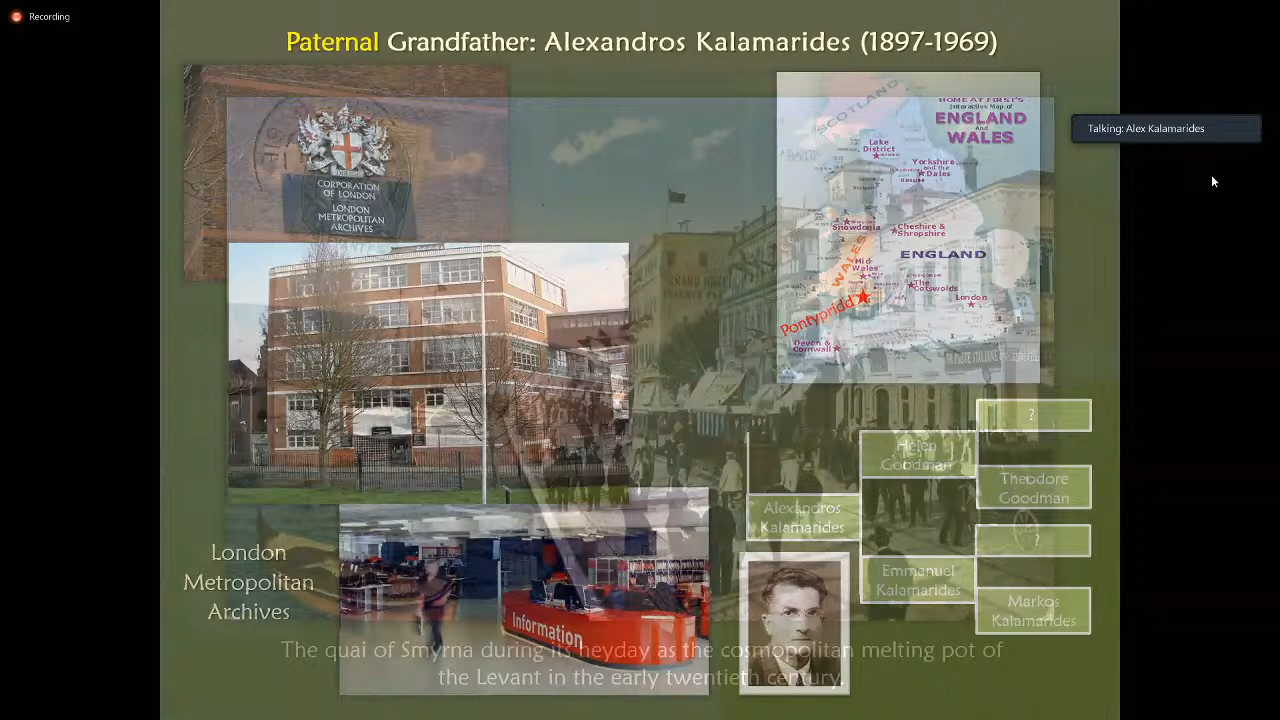 Recording
Paternal Grandfather: Alexandros Kalamarides (1897-1969)
Talking: Alex Kalamarides
CORPORATION
OF LONDON
LONDON
METROPOLITAN
ARCHIVES
HOME AT FIRST'S
Interactive Map of
ENGLAND
And
WALES
SCOTLAND
Lake
District
Yorkshire
and the
Dales
Snowdonia
Cheshire &
Shropshire
WALES
Mid
Wales
ENGLAND
The
Cotswolds
London
Pontypridd
Devon &
Cornwall
?
Helen
Goodman
Theodore
Goodman
Alexandros
Kalamarides
?
Emmanuel
Kalamarides
Markos
Kalamarides
London
Metropolitan
Archives
Information
The quai of Smyrna during its heyday as the cosmopolitan melting pot of
the Levant in the early twentieth century.